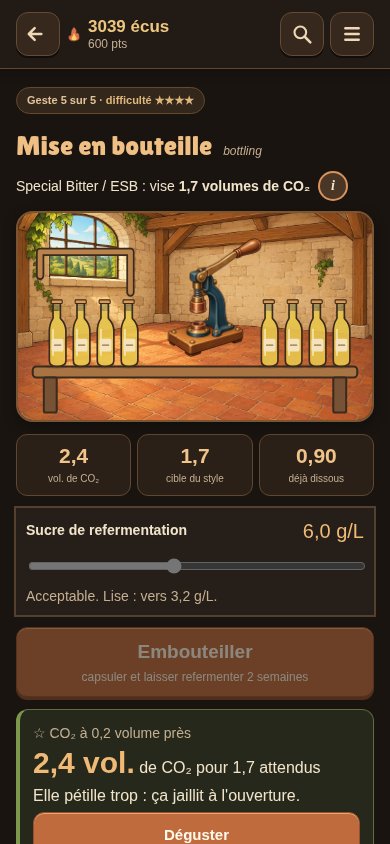 3039 écus
600 pts
Geste 5 sur 5 · difficulté ★★★★
Mise en bouteille bottling
Special Bitter / ESB : vise 1,7 volumes de CO₂ i
2,4
vol. de CO₂
1,7
cible du style
0,90
déjà dissous
Sucre de refermentation 6,0 g/L
Acceptable. Lise : vers 3,2 g/L.
Embouteiller
capsuler et laisser refermenter 2 semaines
☆ CO₂ à 0,2 volume près
2,4 vol. de CO₂ pour 1,7 attendus
Elle pétille trop : ça jaillit à l'ouverture.
Déguster